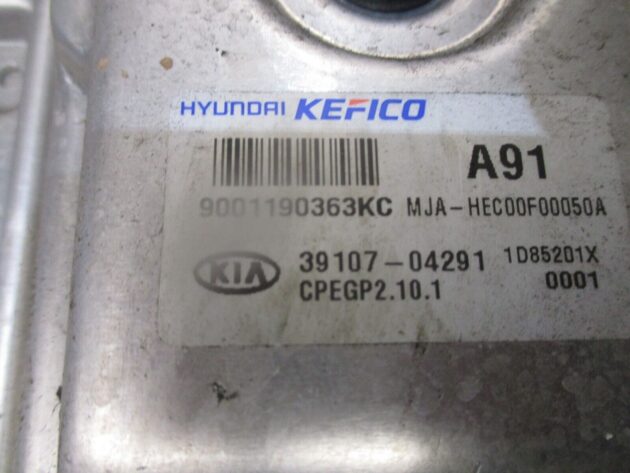 HYUNDAI KEFICO
A91
9001190363KC MJA-HEC00F00050A
KIA 39107-04291 1D85201X
CPEGP2.10.1 0001